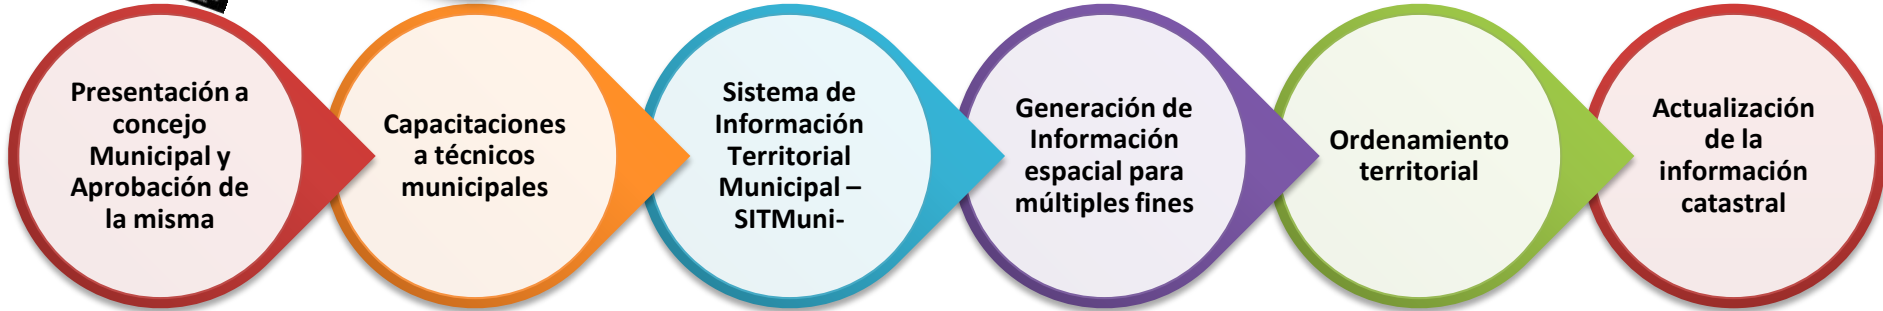 Presentación a
concejo
Municipal y
Aprobación de
la misma
Capacitaciones
a técnicos
municipales
Sistema de
Información
Territorial
Municipal –
SITMuni-
Generación de
Información
espacial para
múltiples fines
Ordenamiento
territorial
Actualización
de la
información
catastral